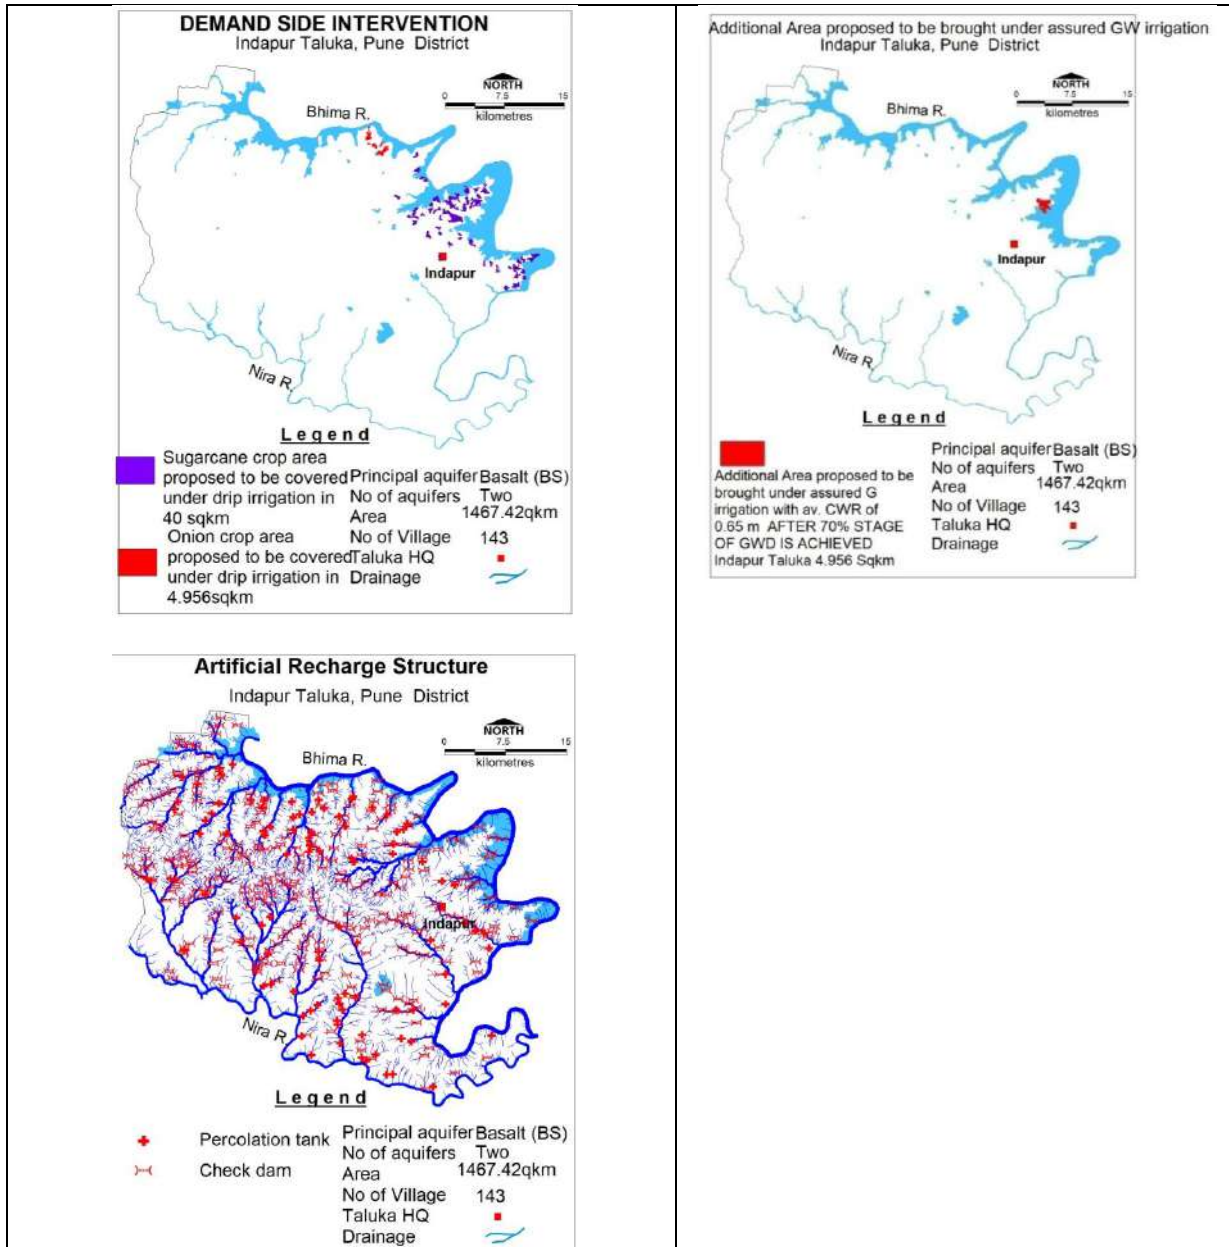 DEMAND SIDE INTERVENTION
Indapur Taluka, Pune District
NORTH
0 7.5 15
kilometres
Bhima R.
Indapur
Nira R.
Legend
Sugarcane crop area
proposed to be covered
under drip irrigation in
40 sqkm
Onion crop area
proposed to be covered
under drip irrigation in
4.956sqkm
Principal aquifer Basalt (BS)
No of aquifers Two
Area 1467.42qkm
No of Village 143
Taluka HQ
Drainage
Additional Area proposed to be brought under assured GW irrigation
Indapur Taluka, Pune District
NORTH
0 7.5 15
kilometres
Bhima R.
Indapur
Nira R.
Legend
Additional Area proposed to be
brought under assured G
irrigation with av. CWR of
0.65 m AFTER 70% STAGE
OF GWD IS ACHIEVED
Indapur Taluka 4.956 Sqkm
Principal aquifer Basalt (BS)
No of aquifers Two
Area 1467.42qkm
No of Village 143
Taluka HQ
Drainage
Artificial Recharge Structure
Indapur Taluka, Pune District
NORTH
0 7.5 15
kilometres
Bhima R.
Indapur
Nira R.
Legend
Percolation tank
Check dam
Principal aquifer Basalt (BS)
No of aquifers Two
Area 1467.42qkm
No of Village 143
Taluka HQ
Drainage